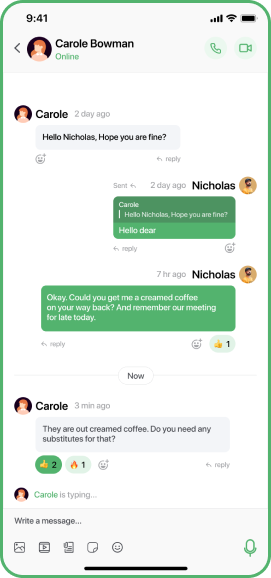 9:41
Carole Bowman
Online
Carole 2 day ago
Hello Nicholas, Hope you are fine?
reply
Sent 2 day ago Nicholas
Carole
Hello Nicholas, Hope you are fine?
Hello dear
reply
7 hr ago Nicholas
Okay. Could you get me a creamed coffee
on your way back? And remember our meeting
for late today.
reply 👍 1
Now
Carole 3 min ago
They are out creamed coffee. Do you need any
substitutes for that?
👍 2 🔥 1 reply
Carole is typing...
Write a message...